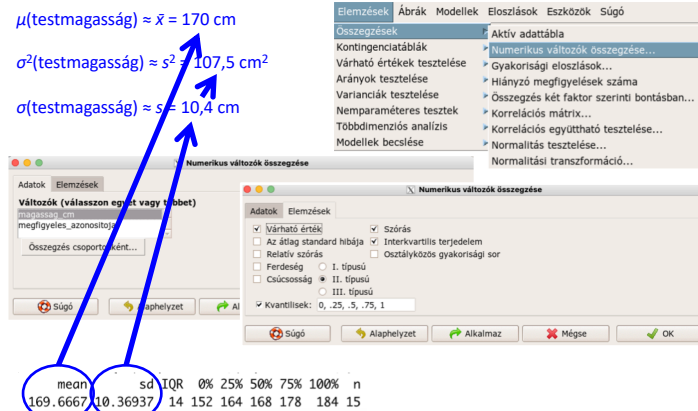 μ(testmagasság) ≈ x̄ = 170 cm
σ²(testmagasság) ≈ s² = 107,5 cm²
σ(testmagasság) ≈ s = 10,4 cm
Elemzések Ábrák Modellek Eloszlások Eszközök Súgó
Összegzések
Kontingenciatáblák
Várható értékek tesztelése
Arányok tesztelése
Varianciák tesztelése
Nemparaméteres tesztek
Többdimenziós analízis
Modellek becslése
Aktív adattábla
Numerikus változók összegzése...
Gyakorisági eloszlások...
Hiányzó megfigyelések száma
Összegzés két faktor szerinti bontásban...
Korrelációs mátrix...
Korrelációs együttható tesztelése...
Normalitás tesztelése...
Normalitási transzformáció...
Numerikus változók összegzése
Adatok Elemzések
Változók (válasszon egyet vagy többet)
magassag_cm
megfigyeles_azonositoja
Összegzés csoportonként...
Súgó Alaphelyzet Al
Numerikus változók összegzése
Adatok Elemzések
Várható érték Szórás
Az átlag standard hibája Interkvartilis terjedelem
Relatív szórás Osztályközös gyakorisági sor
Ferdeség I. típusú
Csúcsosság II. típusú
III. típusú
Kvantilisek: 0, .25, .5, .75, 1
Súgó Alaphelyzet Alkalmaz Mégse OK
mean sd IQR 0% 25% 50% 75% 100% n
169.6667 10.36937 14 152 164 168 178 184 15